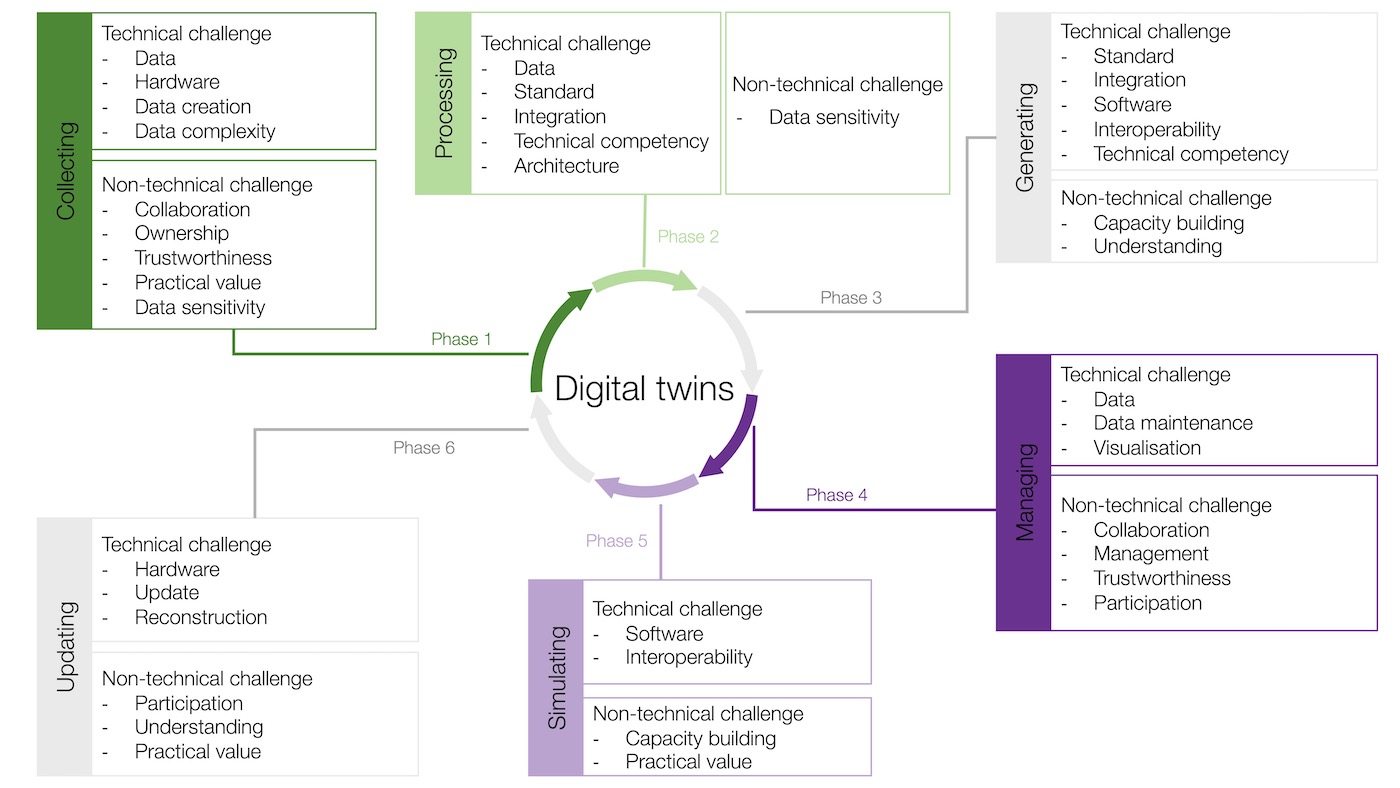 Collecting
Technical challenge
- Data
- Hardware
- Data creation
- Data complexity
Non-technical challenge
- Collaboration
- Ownership
- Trustworthiness
- Practical value
- Data sensitivity
Phase 1
Processing
Technical challenge
- Data
- Standard
- Integration
- Technical competency
- Architecture
Non-technical challenge
- Data sensitivity
Phase 2
Generating
Technical challenge
- Standard
- Integration
- Software
- Interoperability
- Technical competency
Non-technical challenge
- Capacity building
- Understanding
Phase 3
Digital twins
Managing
Technical challenge
- Data
- Data maintenance
- Visualisation
Non-technical challenge
- Collaboration
- Management
- Trustworthiness
- Participation
Phase 4
Phase 5
Simulating
Technical challenge
- Software
- Interoperability
Non-technical challenge
- Capacity building
- Practical value
Phase 6
Updating
Technical challenge
- Hardware
- Update
- Reconstruction
Non-technical challenge
- Participation
- Understanding
- Practical value